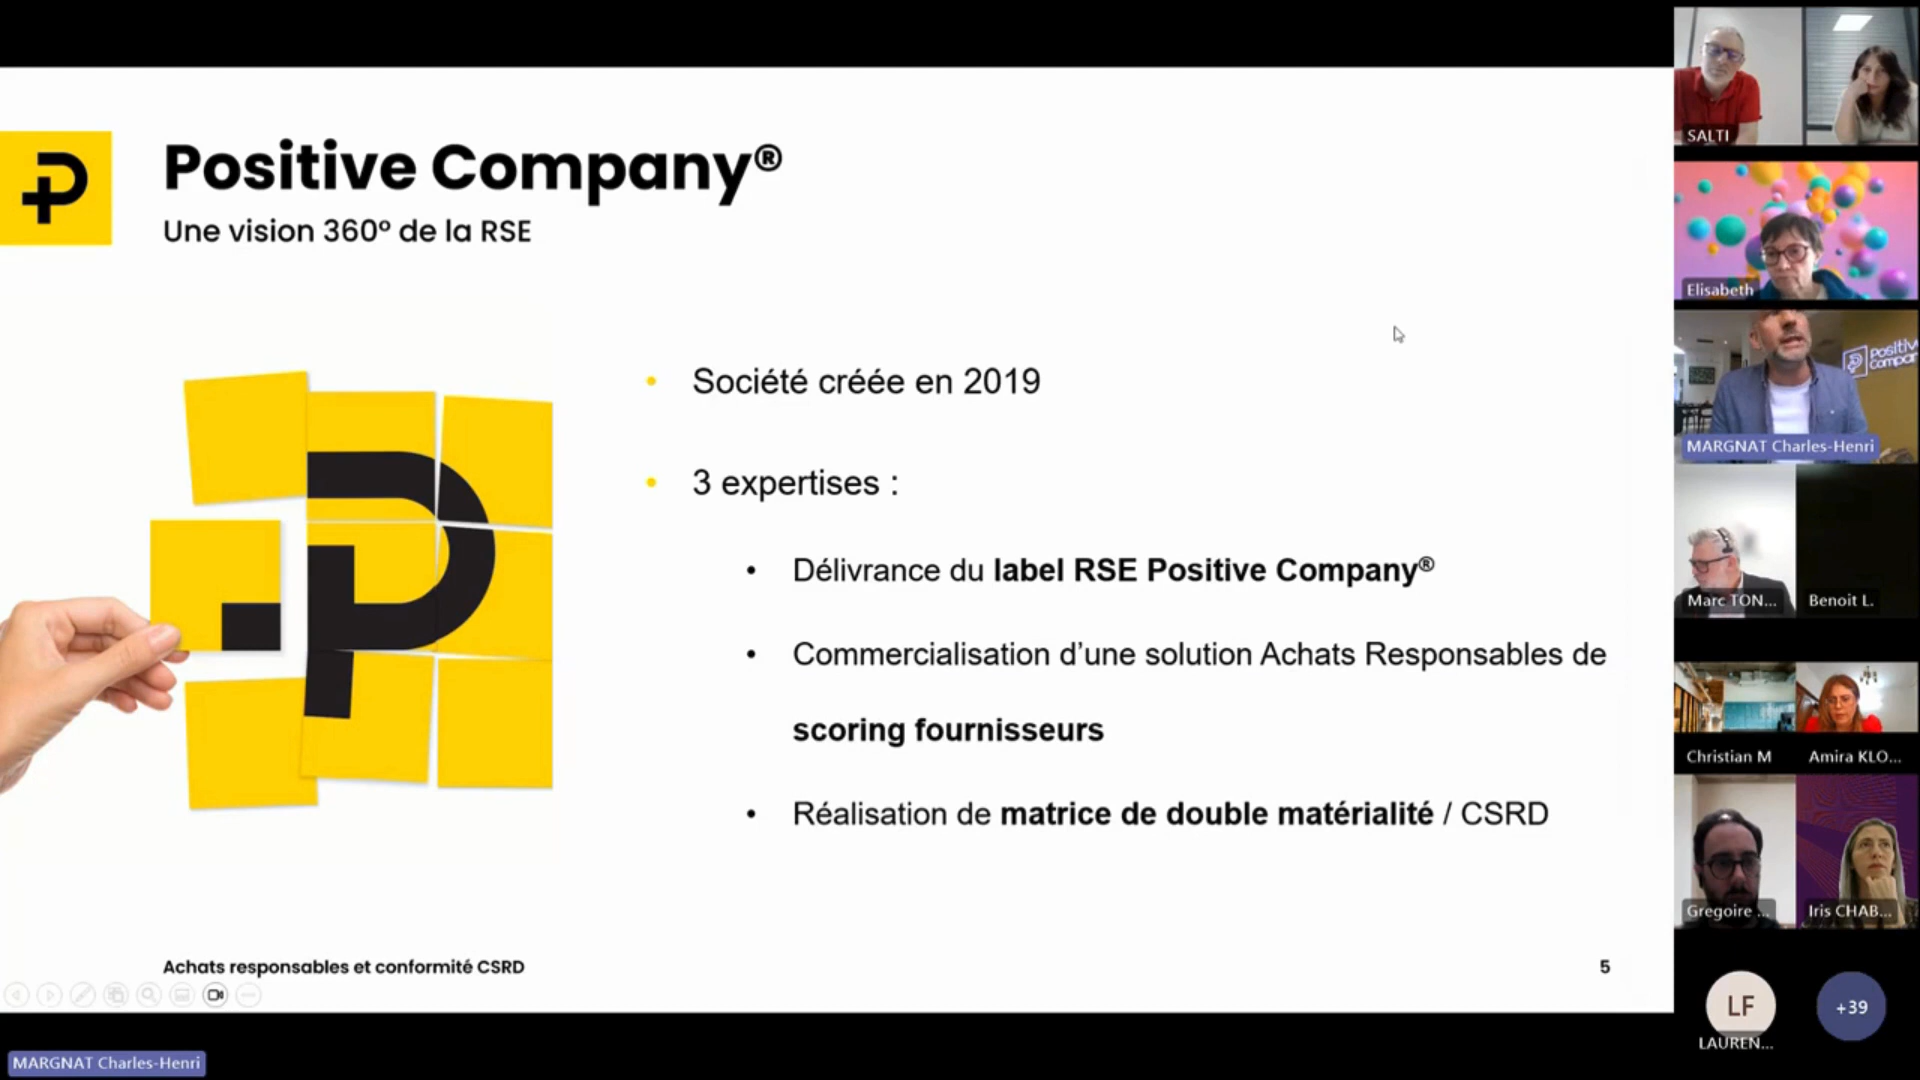 Positive Company®
Une vision 360° de la RSE
Société créée en 2019
3 expertises :
Délivrance du label RSE Positive Company®
Commercialisation d’une solution Achats Responsables de
scoring fournisseurs
Réalisation de matrice de double matérialité / CSRD
Achats responsables et conformité CSRD
5
MARGNAT Charles-Henri
SALTI
Elisabeth
MARGNAT Charles-Henri
Marc TON...
Benoit L.
Christian M
Amira KLO...
Gregoire ...
Iris CHAB...
LF
LAUREN...
+39